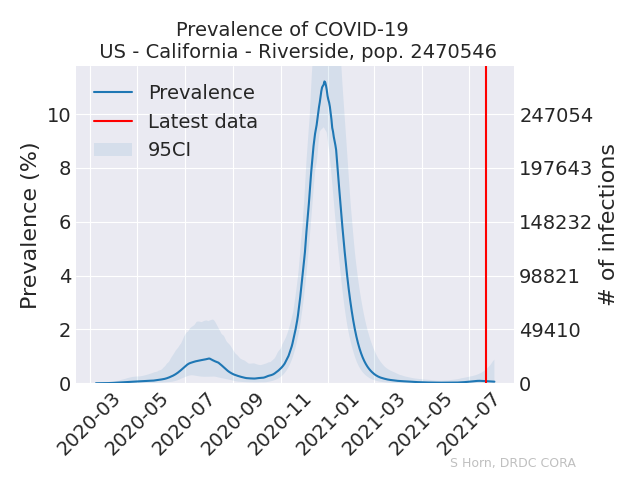 Prevalence of COVID-19
US - California - Riverside, pop. 2470546
Prevalence
Latest data
95CI
Prevalence (%)
10
8
6
4
2
0
247054
197643
148232
98821
49410
0
# of infections
2020-03
2020-05
2020-07
2020-09
2020-11
2021-01
2021-03
2021-05
2021-07
S Horn, DRDC CORA